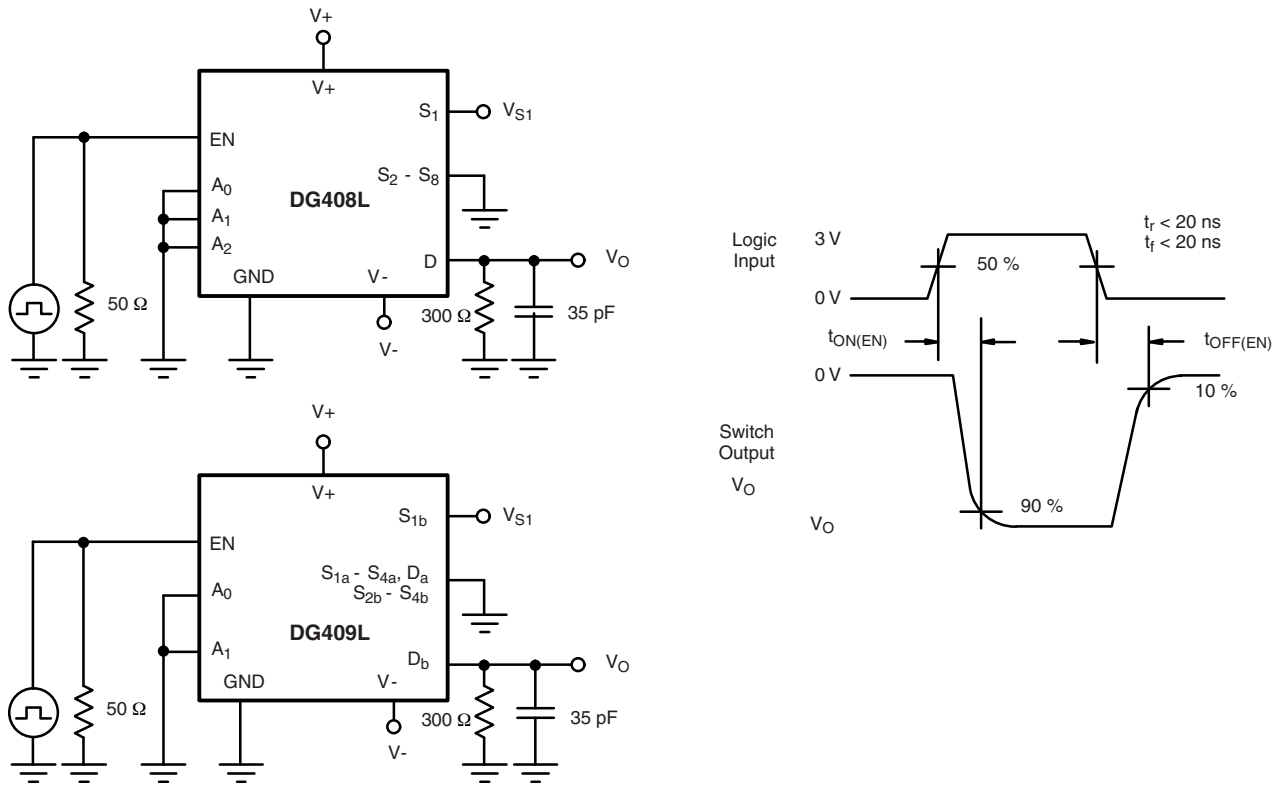 V+
V+
S1
VS1
EN
S2 - S8
A0
DG408L
A1
A2
D
VO
GND
V-
50 Ω
300 Ω
35 pF
V-
V+
V+
S1b
VS1
EN
S1a - S4a, Da
S2b - S4b
A0
DG409L
A1
Db
VO
GND
V-
50 Ω
300 Ω
35 pF
V-
Logic
Input
3 V
50 %
tr < 20 ns
tf < 20 ns
0 V
tON(EN)
tOFF(EN)
0 V
10 %
Switch
Output
VO
90 %
VO